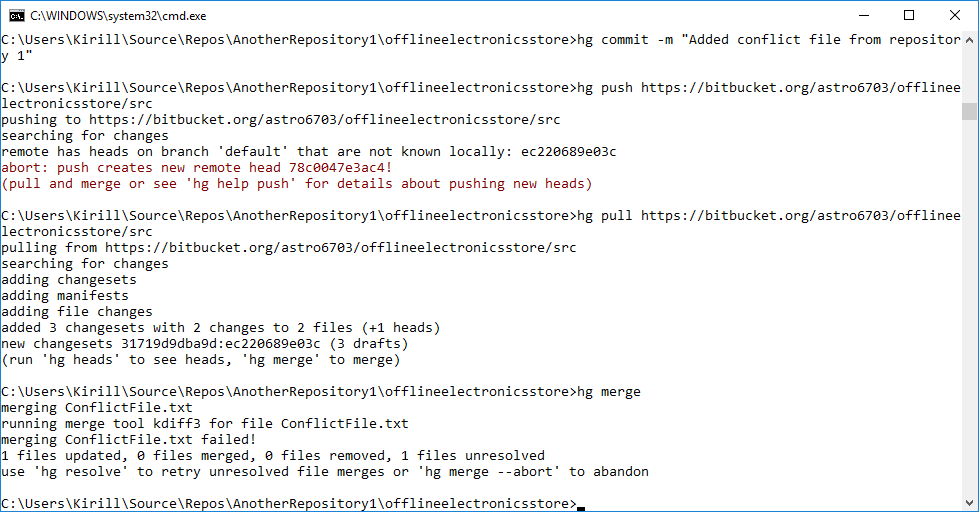 C:\WINDOWS\system32\cmd.exe
C:\Users\Kirill\Source\Repos\AnotherRepository1\offlineelectronicsstore>hg commit -m "Added conflict file from repositor
y 1"
C:\Users\Kirill\Source\Repos\AnotherRepository1\offlineelectronicsstore>hg push https://bitbucket.org/astro6703/offlinee
lectronicsstore/src
pushing to https://bitbucket.org/astro6703/offlineelectronicsstore/src
searching for changes
remote has heads on branch 'default' that are not known locally: ec220689e03c
abort: push creates new remote head 78c0047e3ac4!
(pull and merge or see 'hg help push' for details about pushing new heads)
C:\Users\Kirill\Source\Repos\AnotherRepository1\offlineelectronicsstore>hg pull https://bitbucket.org/astro6703/offlinee
lectronicsstore/src
pulling from https://bitbucket.org/astro6703/offlineelectronicsstore/src
searching for changes
adding changesets
adding manifests
adding file changes
added 3 changesets with 2 changes to 2 files (+1 heads)
new changesets 31719d9dba9d:ec220689e03c (3 drafts)
(run 'hg heads' to see heads, 'hg merge' to merge)
C:\Users\Kirill\Source\Repos\AnotherRepository1\offlineelectronicsstore>hg merge
merging ConflictFile.txt
running merge tool kdiff3 for file ConflictFile.txt
merging ConflictFile.txt failed!
1 files updated, 0 files merged, 0 files removed, 1 files unresolved
use 'hg resolve' to retry unresolved file merges or 'hg merge --abort' to abandon
C:\Users\Kirill\Source\Repos\AnotherRepository1\offlineelectronicsstore>